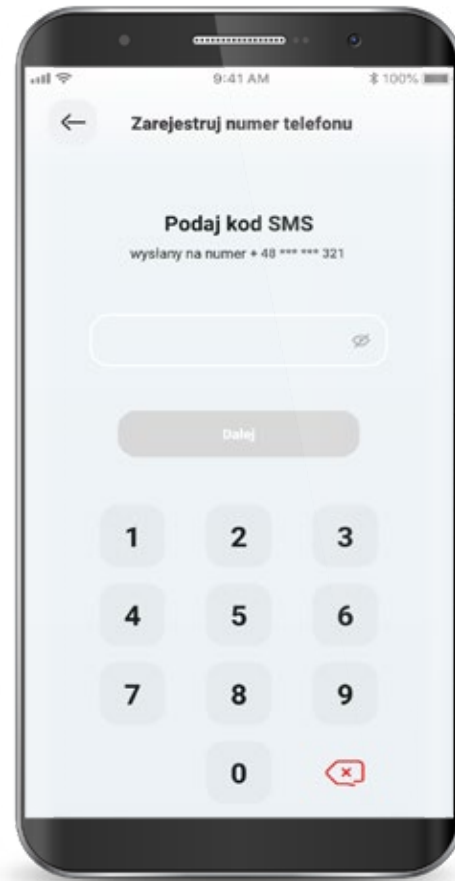 9:41 AM 100%
Zarejestruj numer telefonu
Podaj kod SMS
wysłany na numer + 48 *** *** 321
Dalej
1 2 3
4 5 6
7 8 9
0